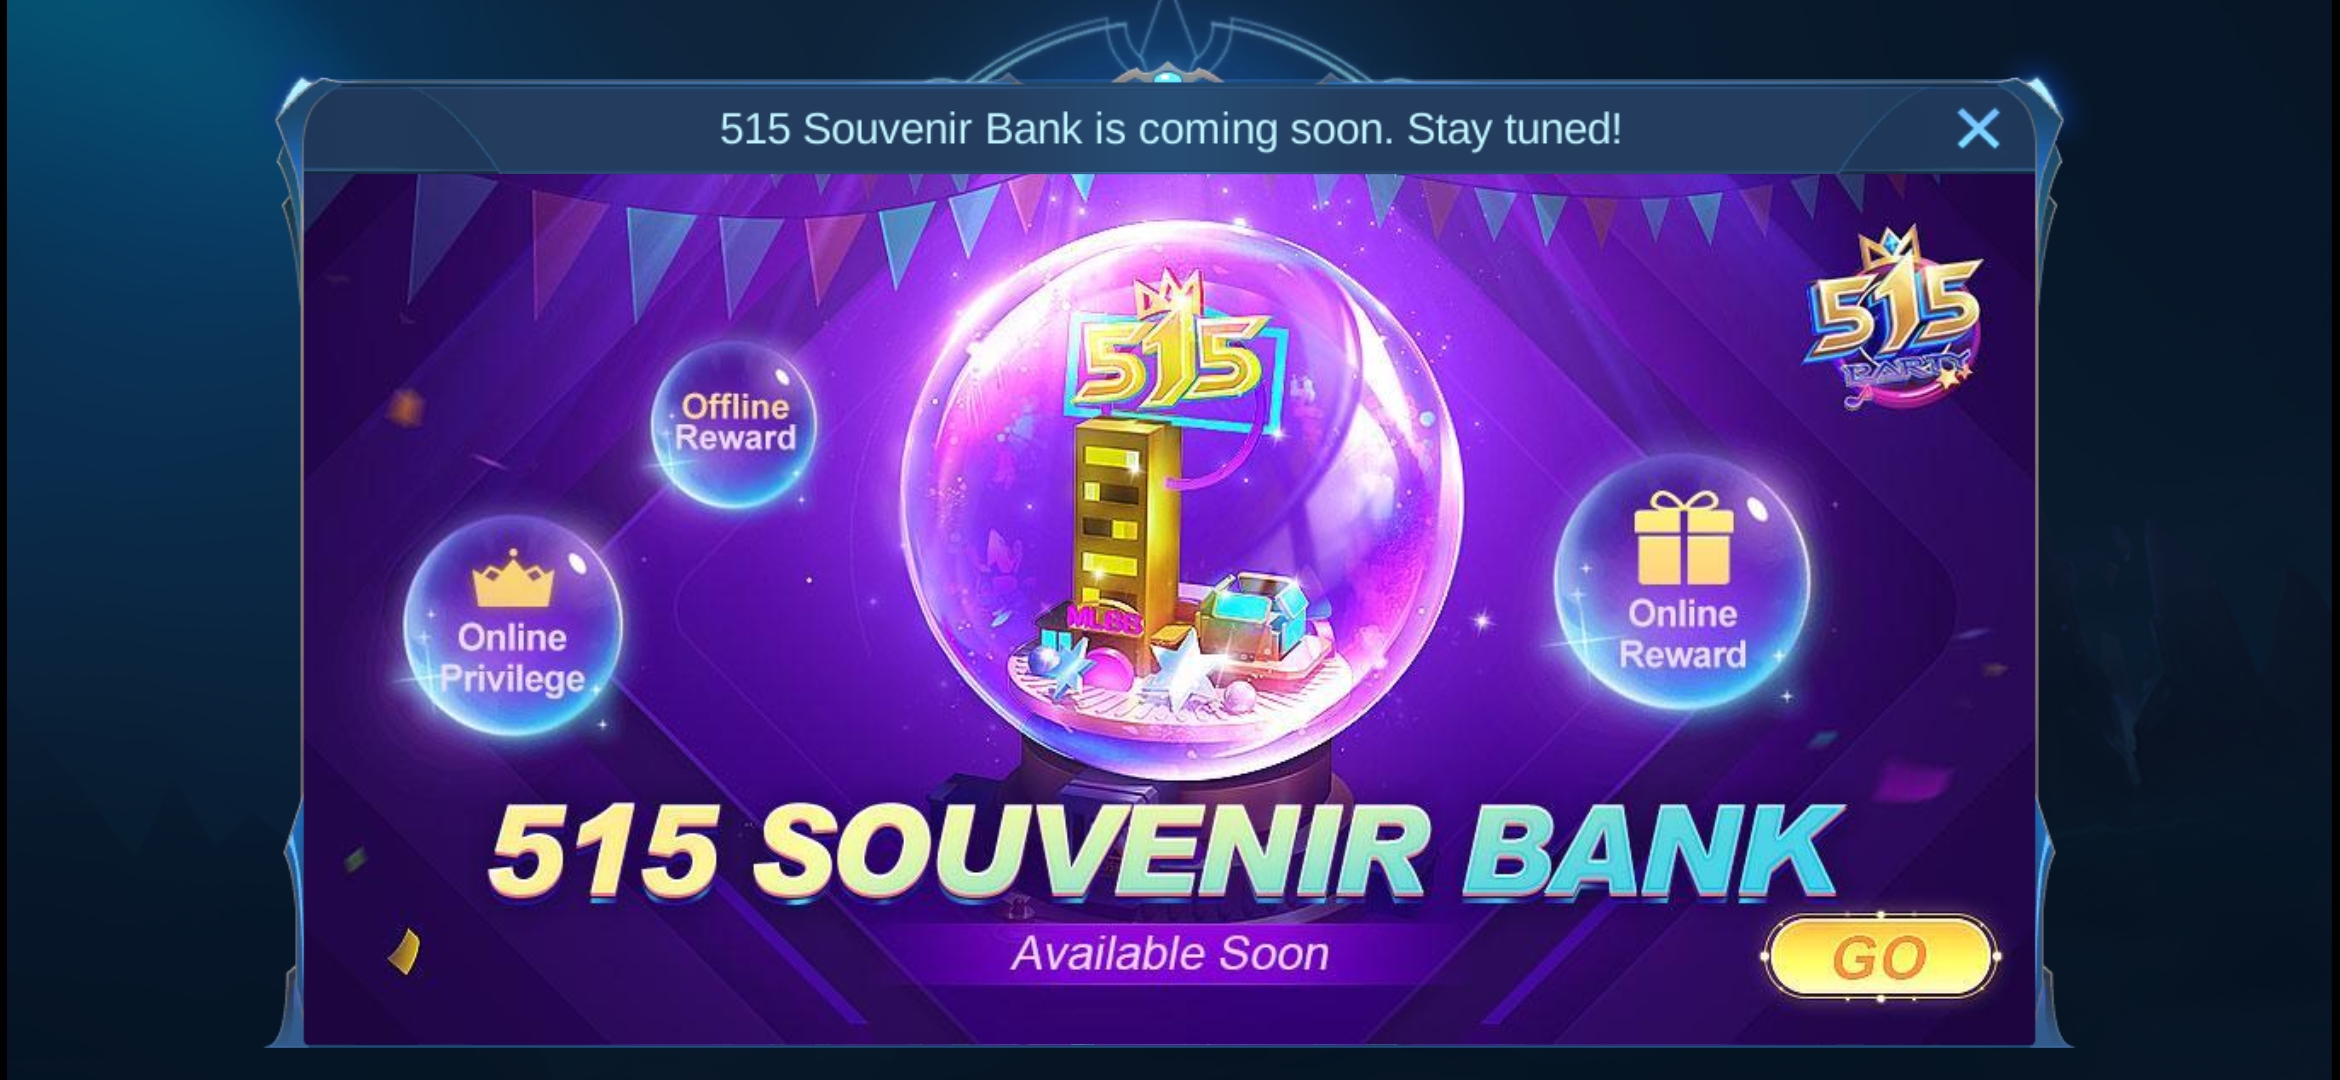 515 Souvenir Bank is coming soon. Stay tuned!
515
PARTY
515
Offline
Reward
Online
Privilege
Online
Reward
MLBB
515 SOUVENIR BANK
Available Soon
GO